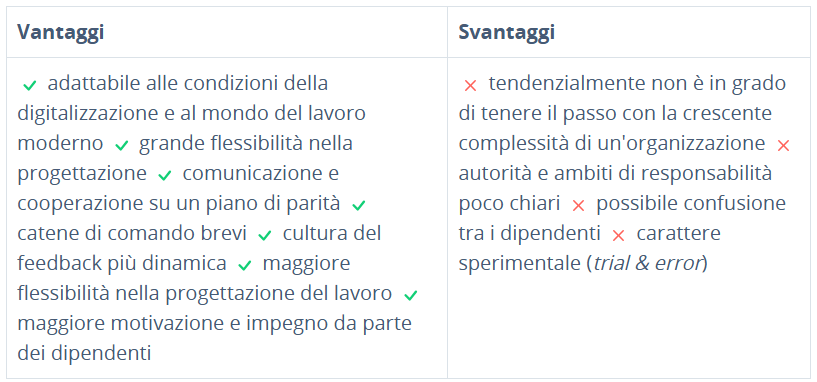 Vantaggi
✓ adattabile alle condizioni della
digitalizzazione e al mondo del lavoro
moderno ✓ grande flessibilità nella
progettazione ✓ comunicazione e
cooperazione su un piano di parità ✓
catene di comando brevi ✓ cultura del
feedback più dinamica ✓ maggiore
flessibilità nella progettazione del lavoro ✓
maggiore motivazione e impegno da parte
dei dipendenti
Svantaggi
× tendenzialmente non è in grado
di tenere il passo con la crescente
complessità di un'organizzazione ×
autorità e ambiti di responsabilità
poco chiari × possibile confusione
tra i dipendenti × carattere
sperimentale (trial & error)